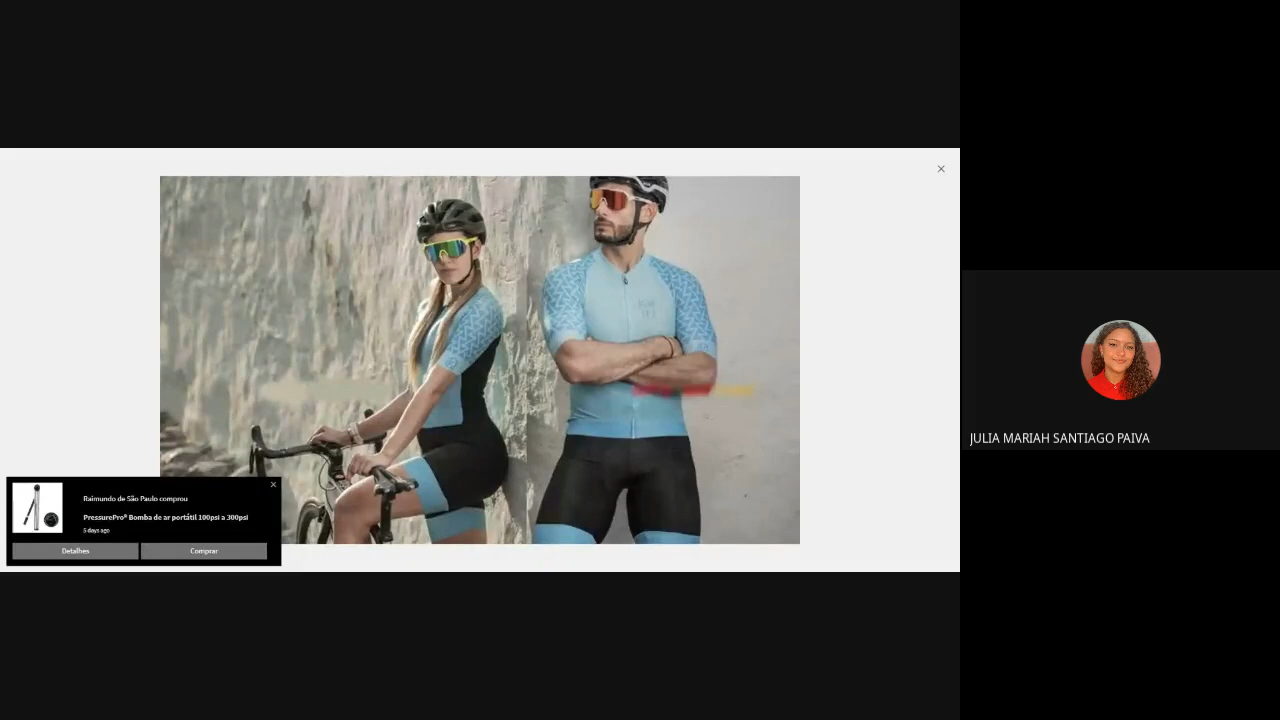 Raimundo de São Paulo comprou
PressurePro® Bomba de ar portátil 100psi a 300psi
5 days ago
Detalhes
Comprar
JULIA MARIAH SANTIAGO PAIVA